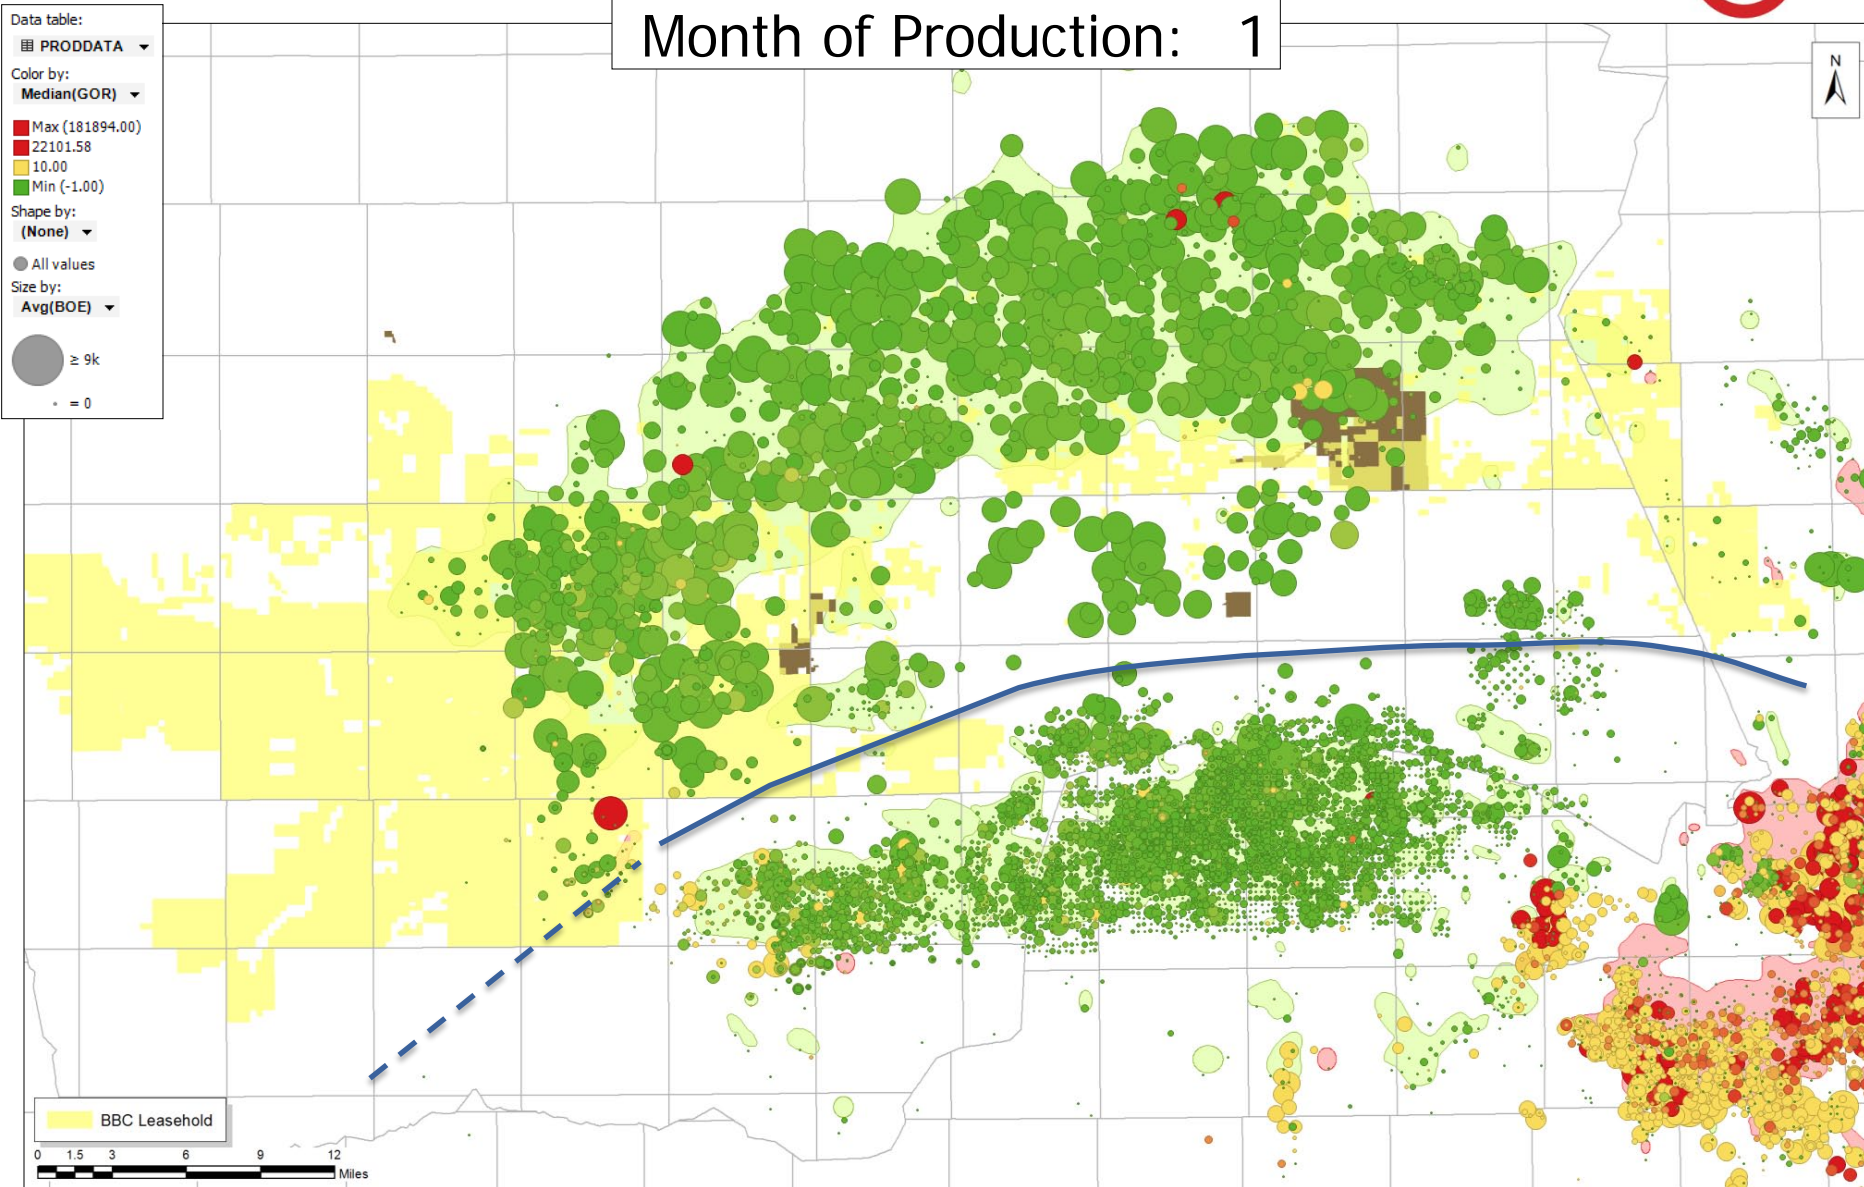 Month of Production: 1
Data table:
PRODDATA
Color by:
Median(GOR)
Max (181894.00)
22101.58
10.00
Min (-1.00)
Shape by:
(None)
All values
Size by:
Avg(BOE)
≥ 9k
= 0
N
BBC Leasehold
0 1.5 3 6 9 12
Miles